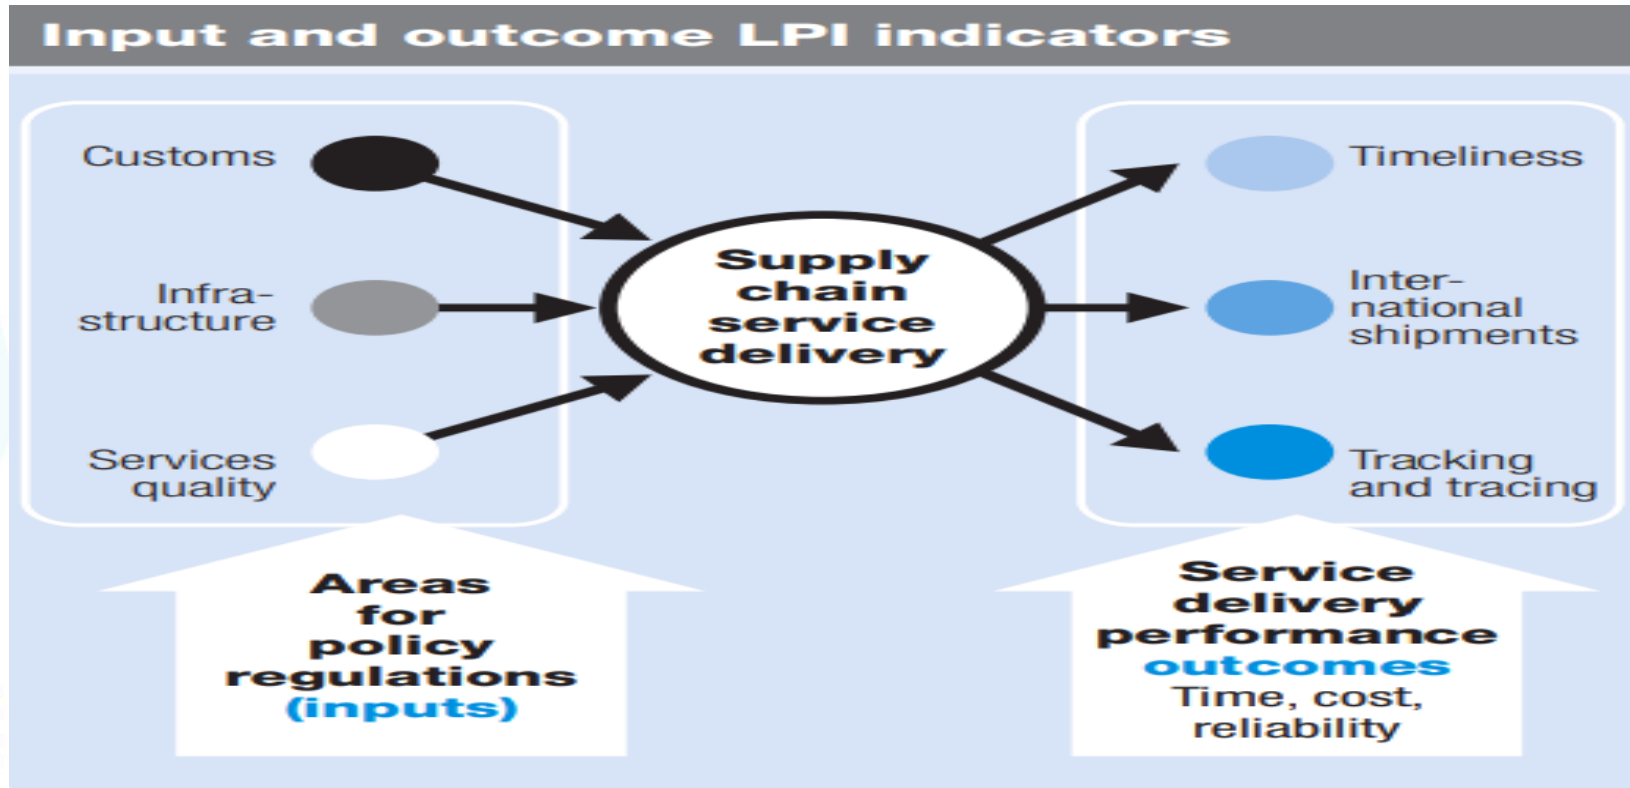 Input and outcome LPI indicators
Customs
Infra-
structure
Services
quality
Supply
chain
service
delivery
Timeliness
Inter-
national
shipments
Tracking
and tracing
Areas
for
policy
regulations
(inputs)
Service
delivery
performance
outcomes
Time, cost,
reliability